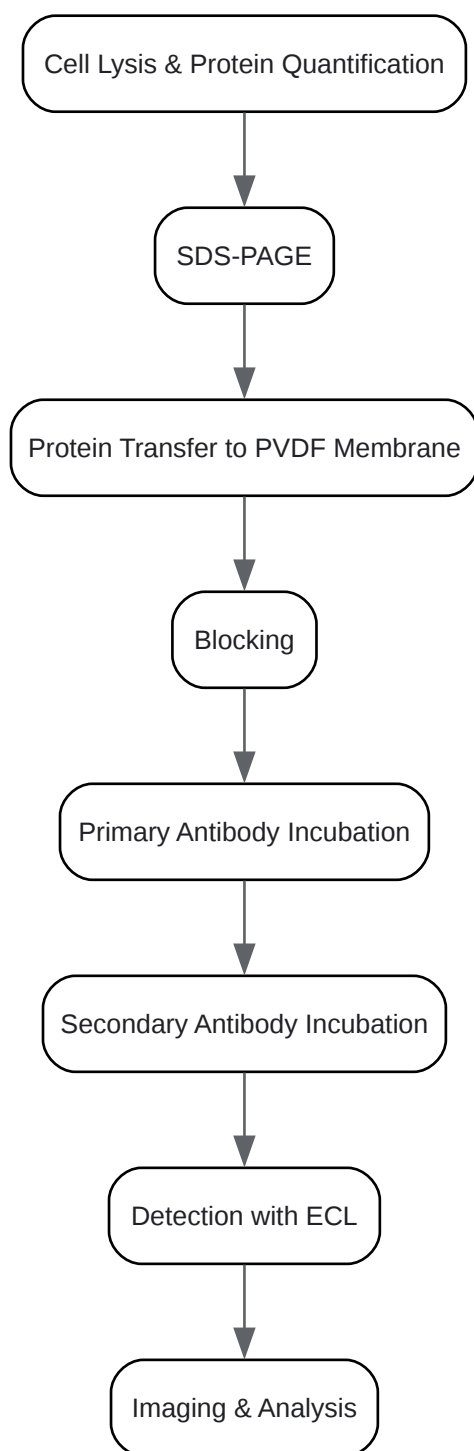 Cell Lysis & Protein Quantification
SDS-PAGE
Protein Transfer to PVDF Membrane
Blocking
Primary Antibody Incubation
Secondary Antibody Incubation
Detection with ECL
Imaging & Analysis